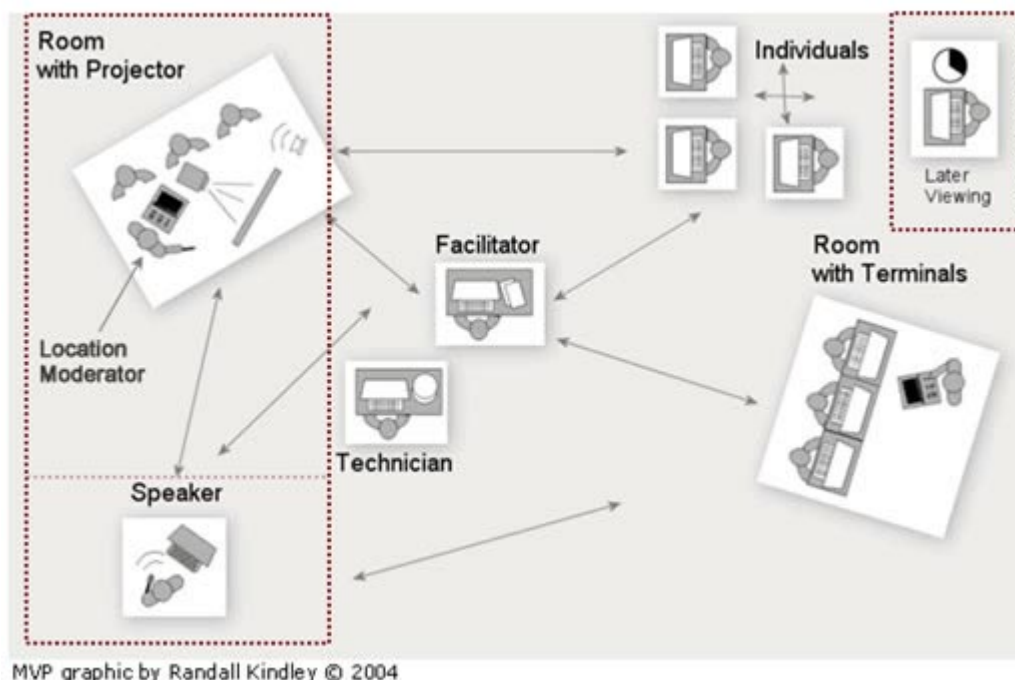 Room
with Projector
Individuals
Later
Viewing
Facilitator
Room
with Terminals
Location
Moderator
Technician
Speaker
MVP graphic by Randall Kindley © 2004